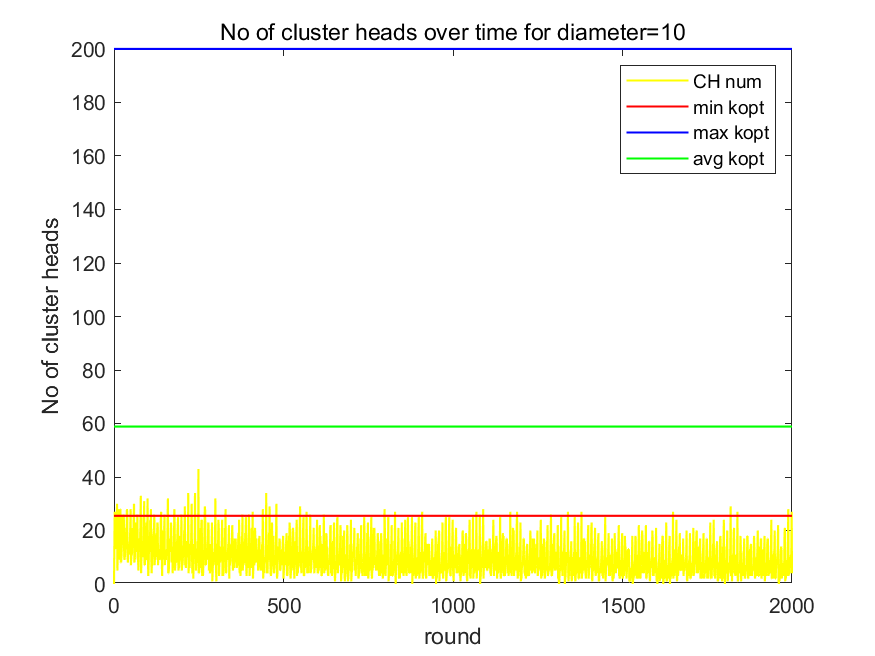 No of cluster heads over time for diameter=10
200
180
160
140
120
100
80
60
40
20
0
No of cluster heads
CH num
min kopt
max kopt
avg kopt
0 500 1000 1500 2000
round